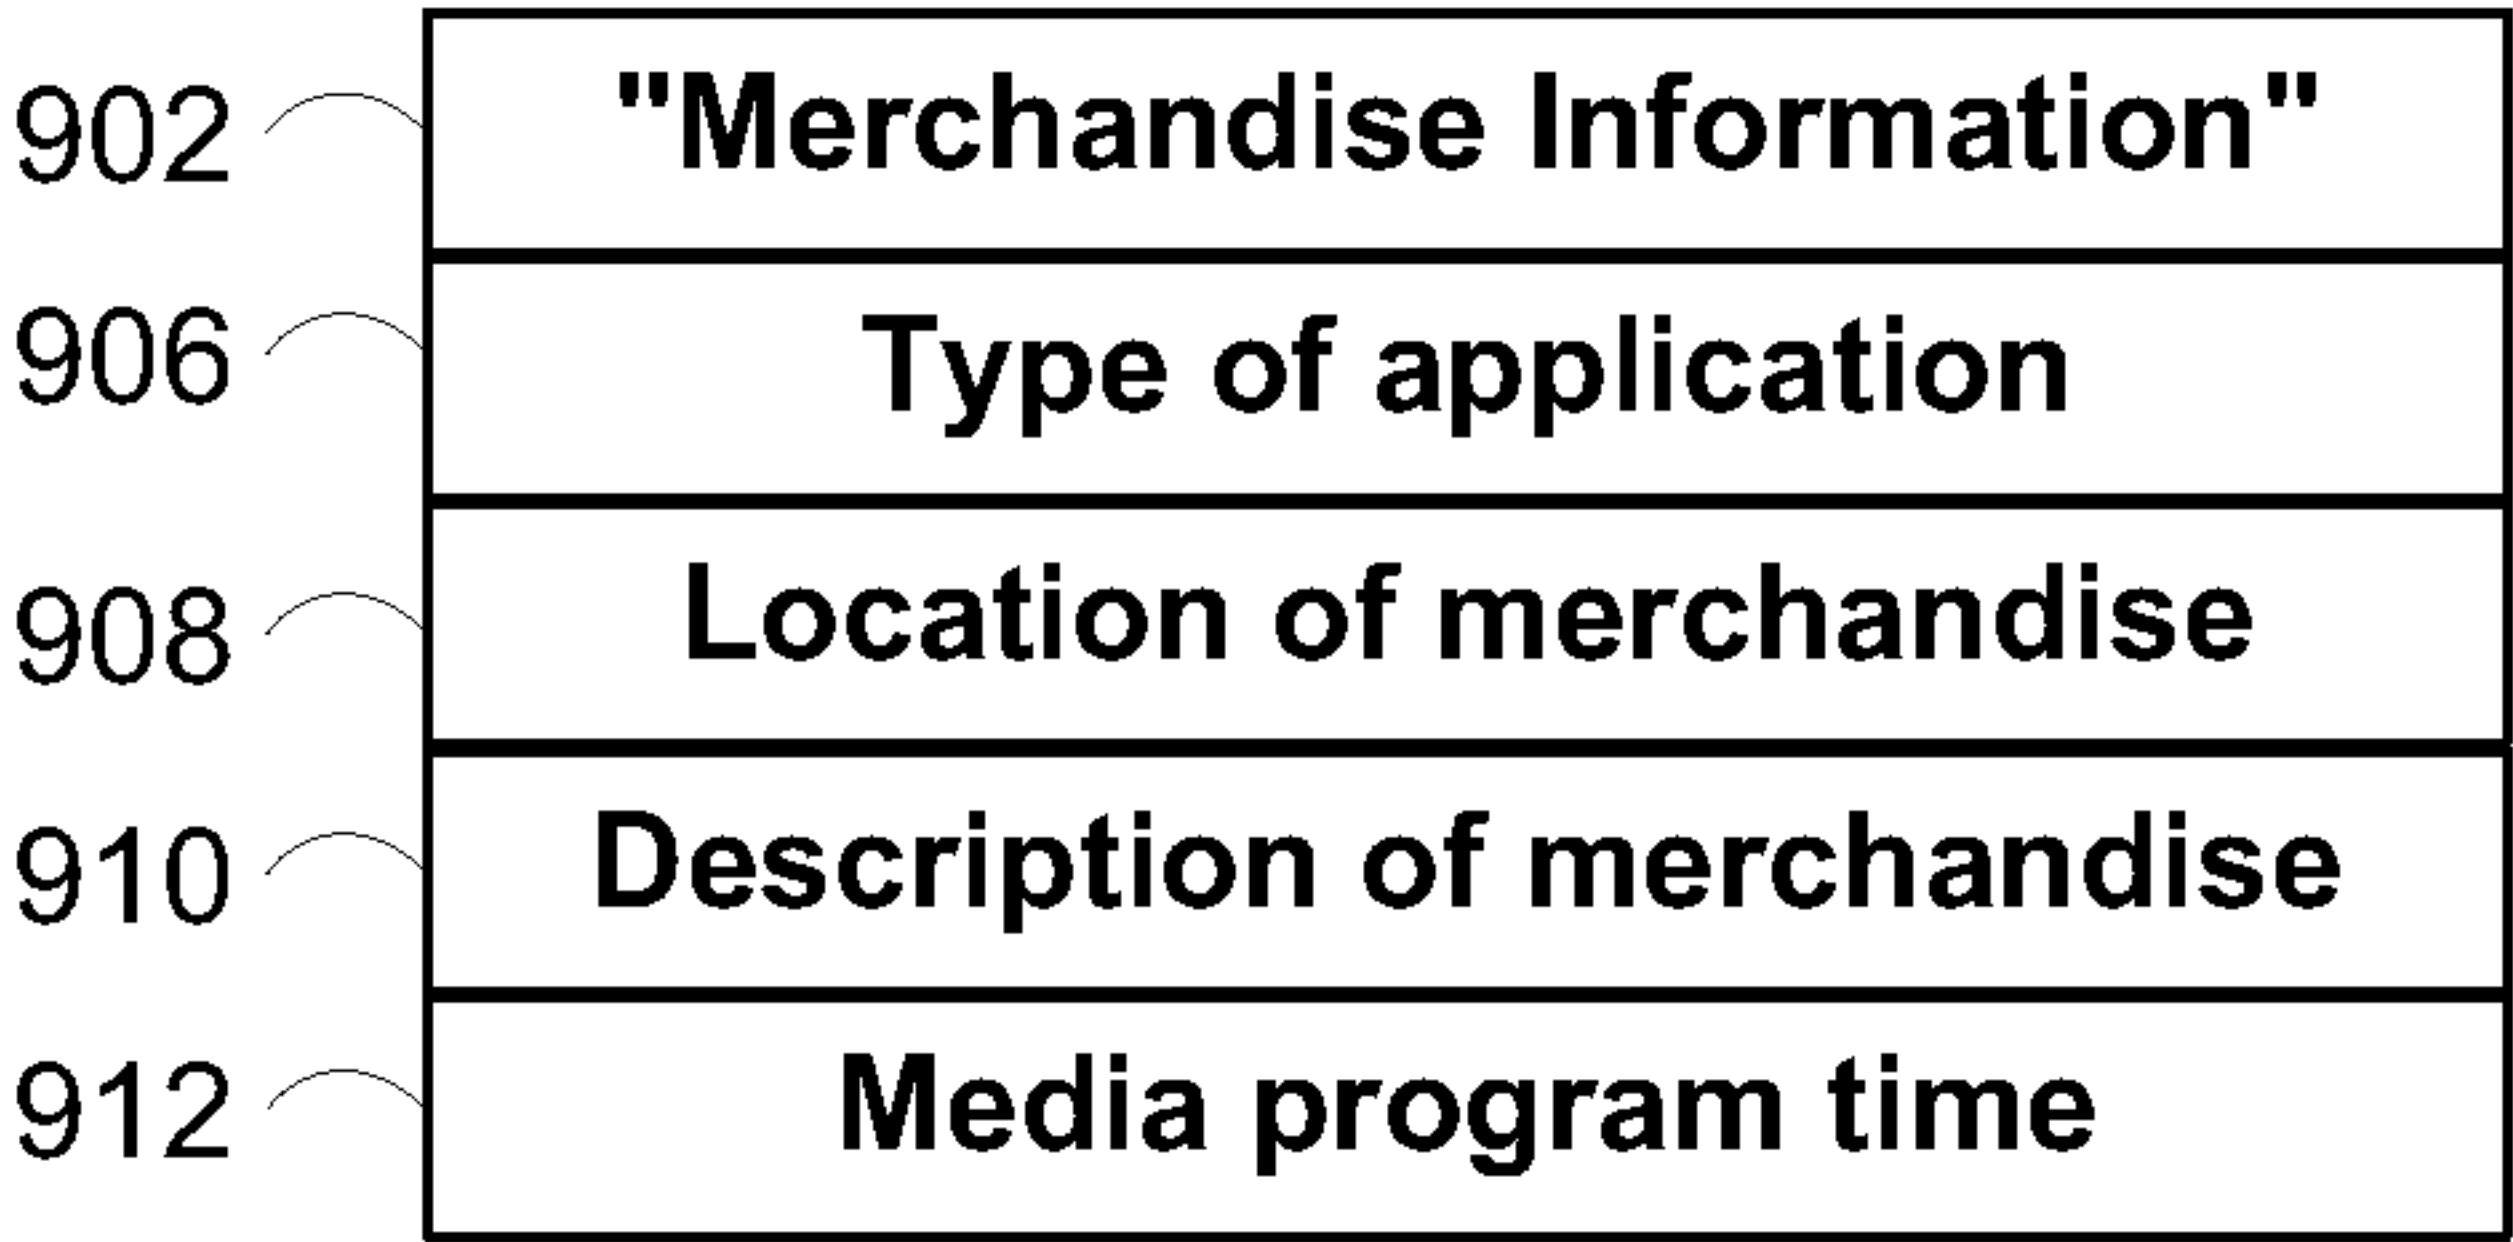 902 "Merchandise Information"
906 Type of application
908 Location of merchandise
910 Description of merchandise
912 Media program time